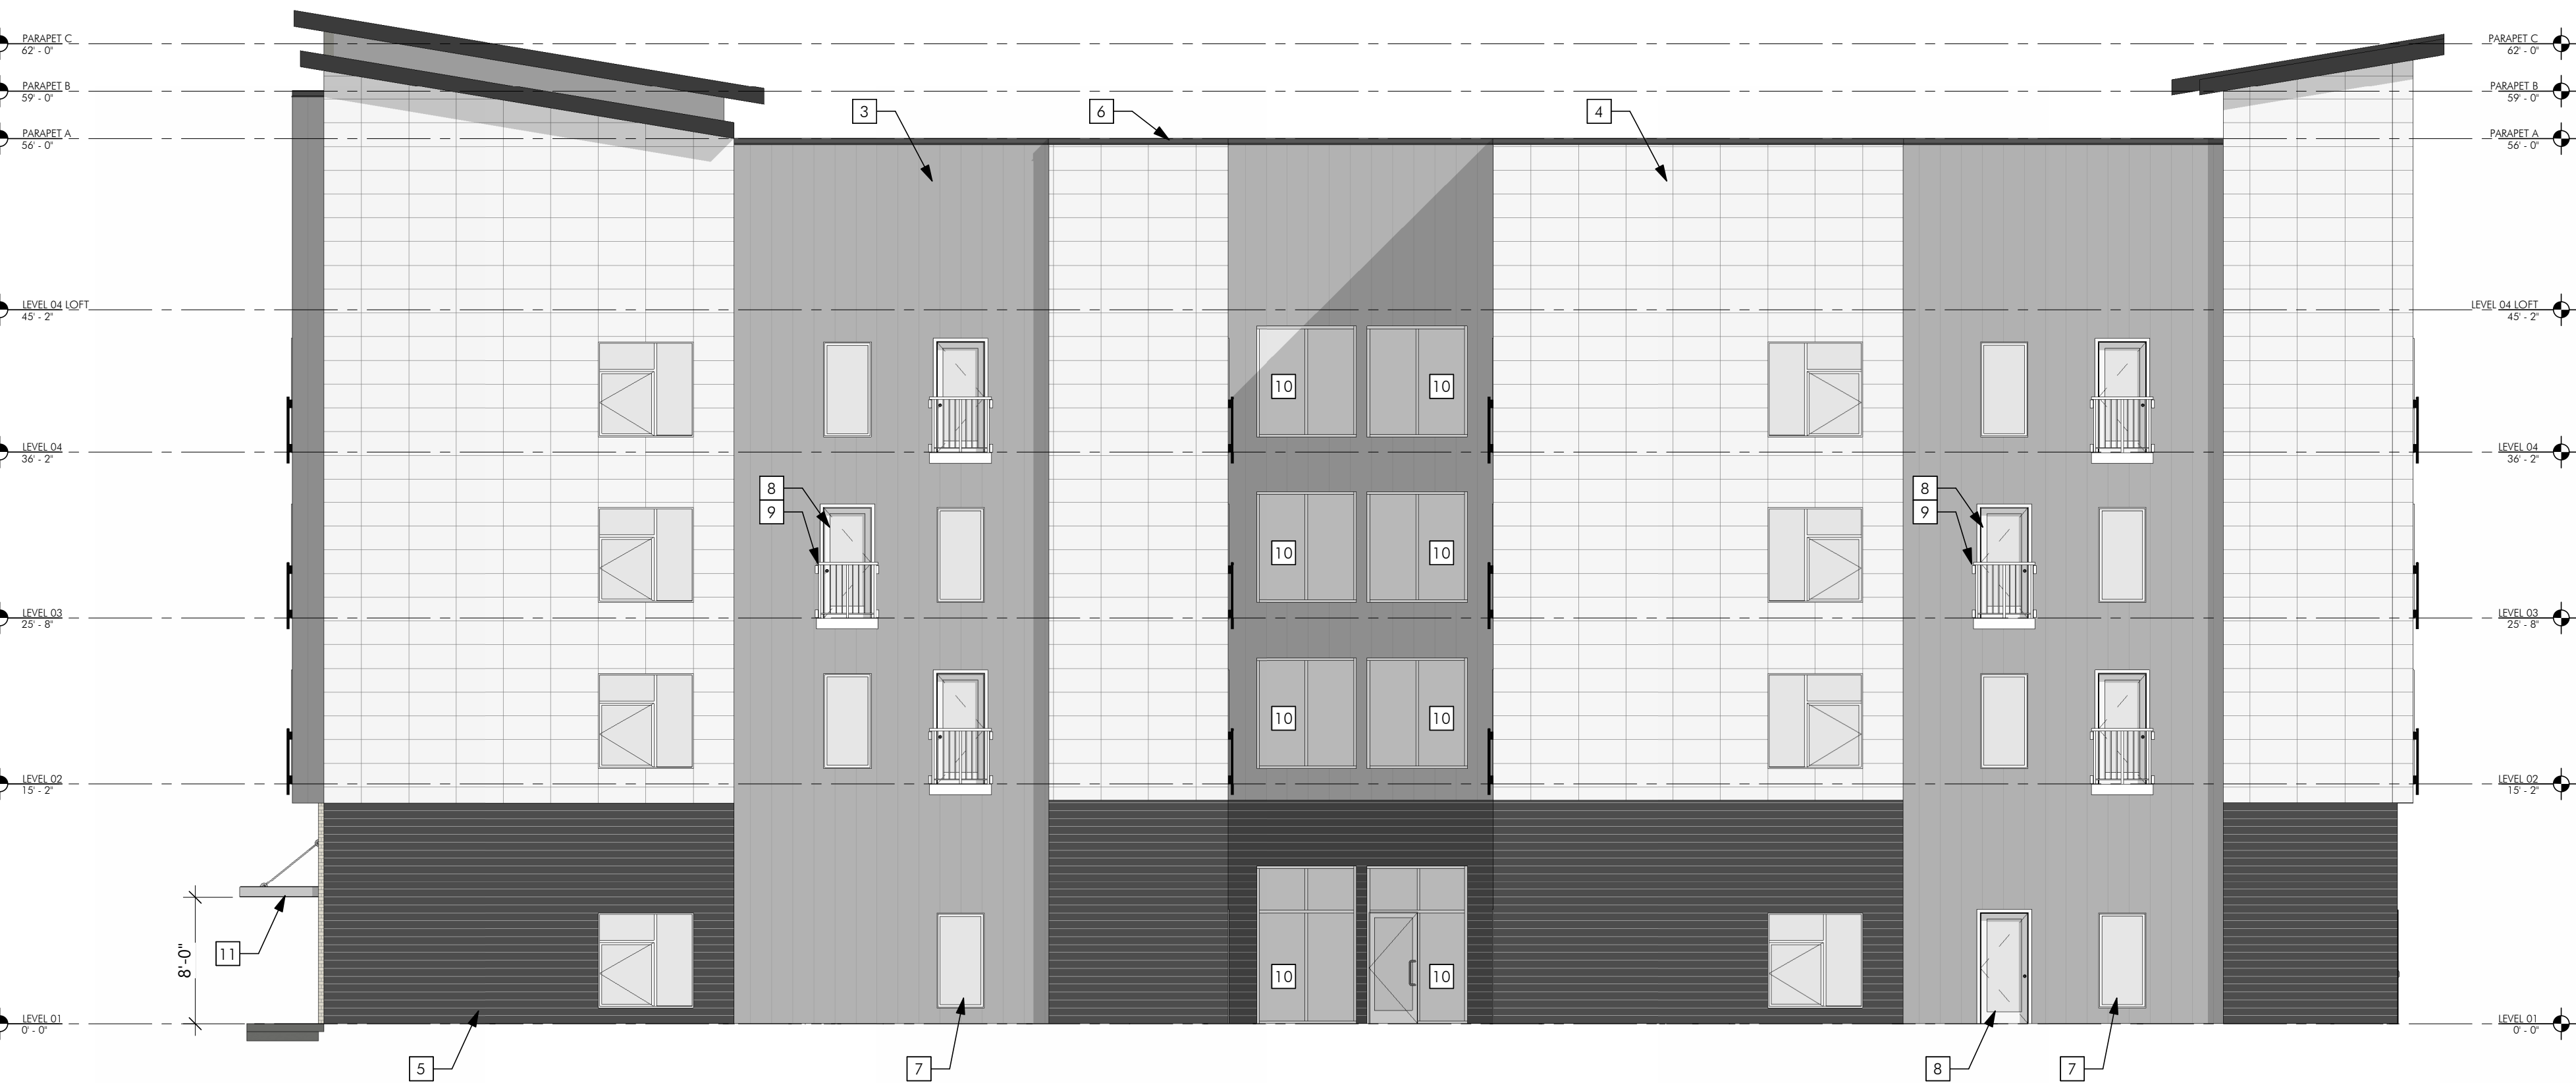 PARAPET C
62' - 0"
PARAPET C
62' - 0"
PARAPET B
59' - 0"
PARAPET B
59' - 0"
3
6
4
PARAPET A
56' - 0"
PARAPET A
56' - 0"
LEVEL 04 LOFT
45' - 2"
LEVEL 04 LOFT
45' - 2"
10
10
LEVEL 04
36' - 2"
LEVEL 04
36' - 2"
8
9
8
9
10
10
LEVEL 03
25' - 8"
LEVEL 03
25' - 8"
10
10
LEVEL 02
15' - 2"
LEVEL 02
15' - 2"
8'-0"
11
10
10
LEVEL 01
0' - 0"
LEVEL 01
0' - 0"
5
7
8
7